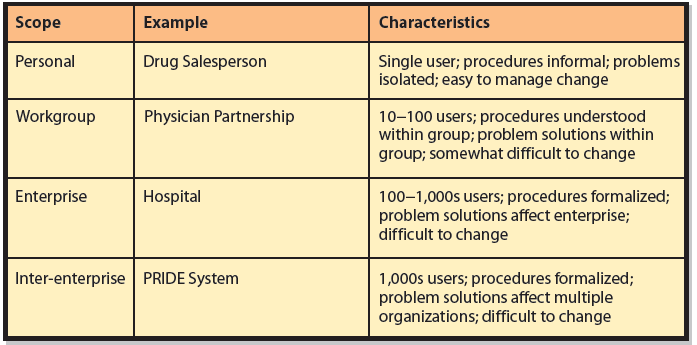 Scope Example Characteristics
Personal Drug Salesperson Single user; procedures informal; problems
isolated; easy to manage change
Workgroup Physician Partnership 10–100 users; procedures understood
within group; problem solutions within
group; somewhat difficult to change
Enterprise Hospital 100–1,000s users; procedures formalized;
problem solutions affect enterprise;
difficult to change
Inter-enterprise PRIDE System 1,000s users; procedures formalized;
problem solutions affect multiple
organizations; difficult to change